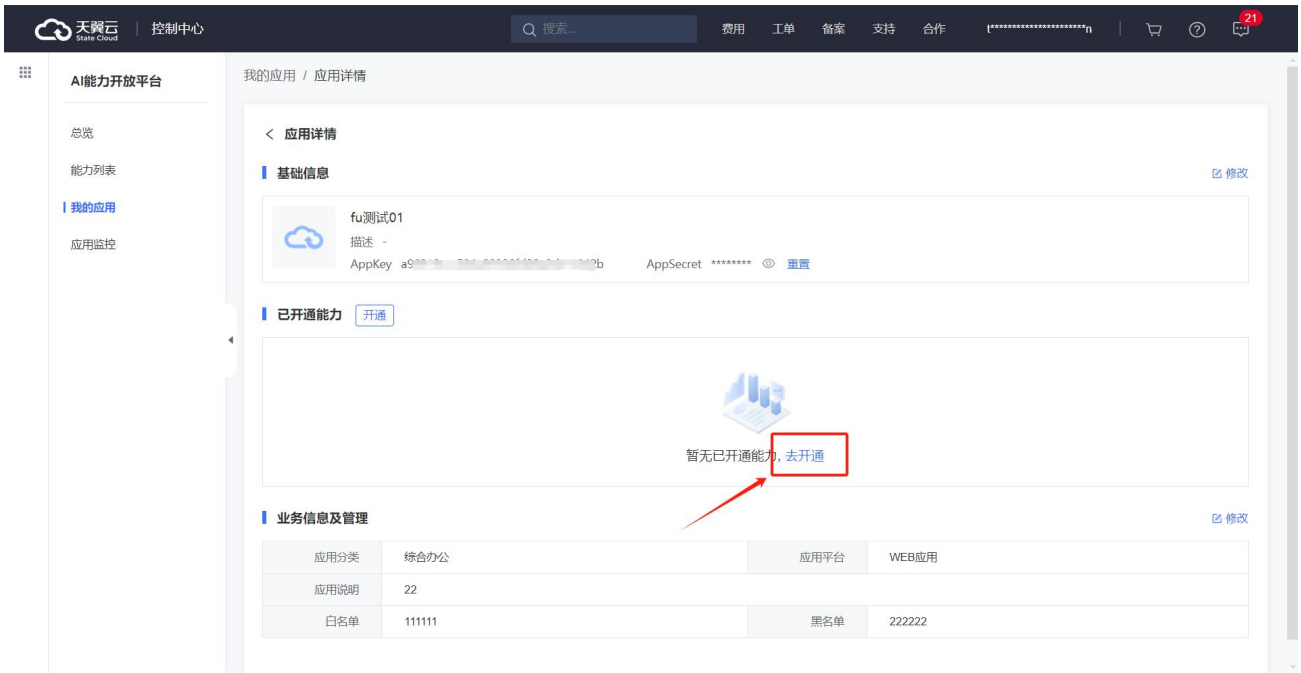 天翼云 State Cloud 控制中心 搜索... 费用 工单 备案 支持 合作 t**********************n 21
AI能力开放平台
总览
能力列表
我的应用
应用监控
我的应用 / 应用详情
应用详情
基础信息 修改
fu测试01
描述 -
AppKey AppSecret ******** 重置
已开通能力 开通
暂无已开通能力, 去开通
业务信息及管理 修改
应用分类 综合办公 应用平台 WEB应用
应用说明 22
白名单 111111 黑名单 222222